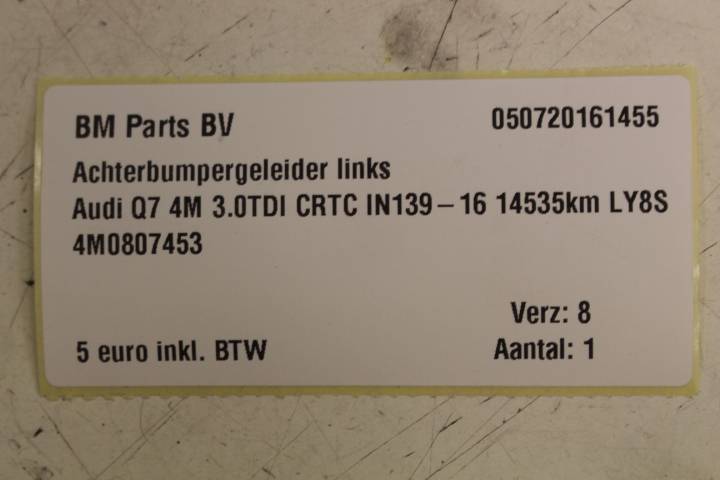 BM Parts BV 050720161455
Achterbumpergeleider links
Audi Q7 4M 3.0TDI CRTC IN139-16 14535km LY8S
4M0807453
Verz: 8
5 euro inkl. BTW Aantal: 1